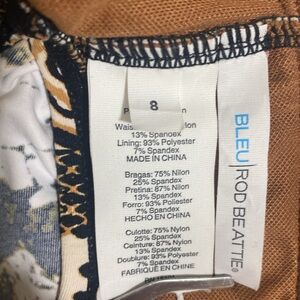 8
13% Spandex
Lining: 93% Polyester
7% Spandex
MADE IN CHINA
Bragas: 75% Nilon
25% Spandex
Pretina: 87% Nilon
13% Spandex
Forro: 93% Poliester
7% Spandex
HECHO EN CHINA
Culotte: 75% Nylon
25% Spandex
Ceinture: 87% Nylon
13% Spandex
Doublure: 93% Polyester
7% Spandex
FABRIQUÉ EN CHINE
BLEU|ROD BEATTIE®